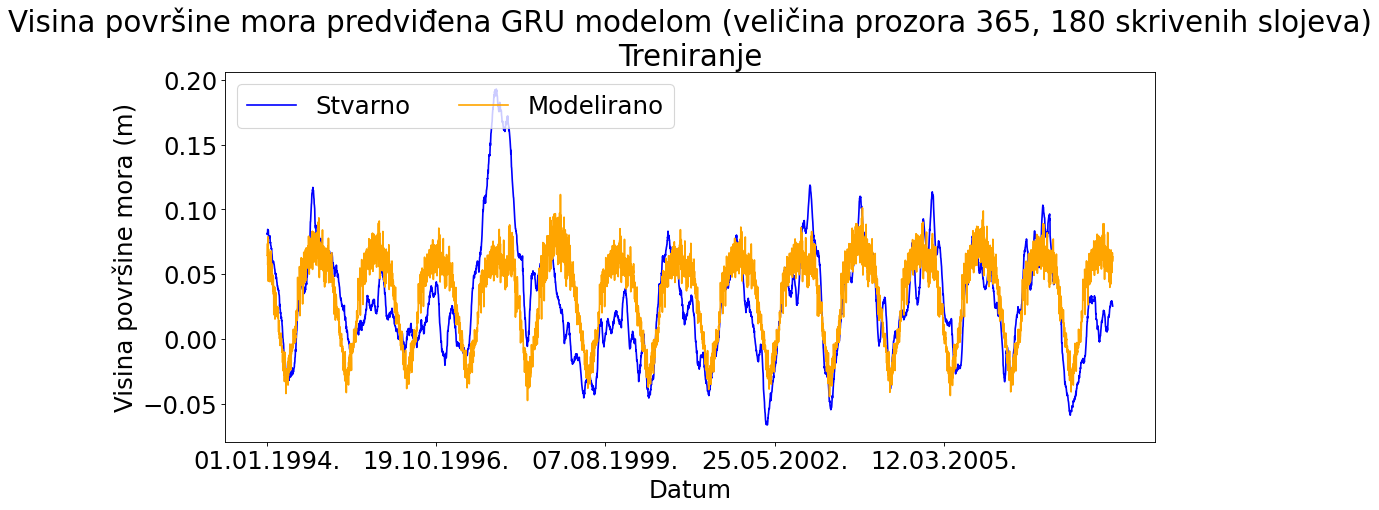 Visina površine mora predviđena GRU modelom (veličina prozora 365, 180 skrivenih slojeva)
Treniranje
Stvarno
Modelirano
Visina površine mora (m)
0.20
0.15
0.10
0.05
0.00
−0.05
01.01.1994.
19.10.1996.
07.08.1999.
25.05.2002.
12.03.2005.
Datum